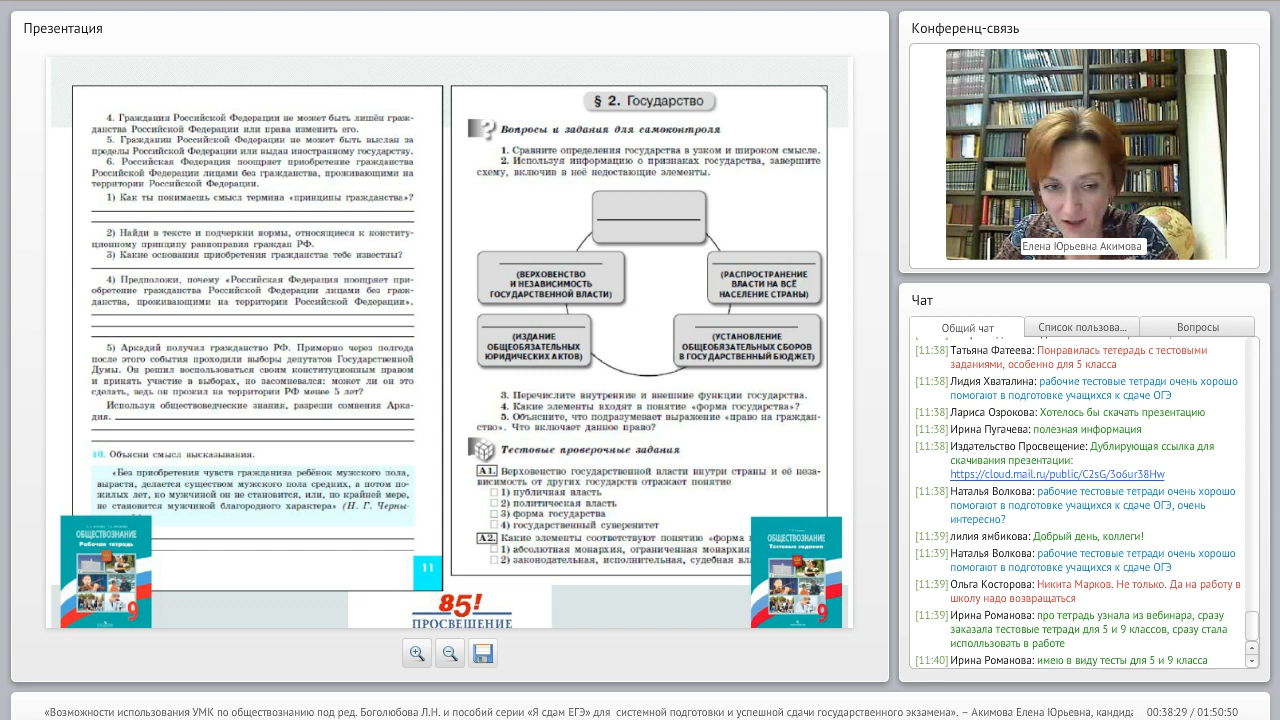 Презентация
4. Гражданин Российской Федерации не может быть лишён граж-
данства Российской Федерации или права изменить его.
5. Гражданин Российской Федерации не может быть выслан за
пределы Российской Федерации или выдан иностранному государству.
6. Российская Федерация поощряет приобретение гражданства
Российской Федерации лицами без гражданства, проживающими на
территории Российской Федерации.
1) Как ты понимаешь смысл термина «принципы гражданства»?
2) Найди в тексте и подчеркни нормы, относящиеся к конститу-
ционному принципу равноправия граждан РФ.
3) Какие основания приобретения гражданства тебе известны?
4) Предположи, почему «Российская Федерация поощряет при-
обретение гражданства Российской Федерации лицами без граж-
данства, проживающими на территории Российской Федерации».
5) Аркадий получил гражданство РФ. Примерно через полгода
после этого события проходили выборы депутатов Государственной
Думы. Он решил воспользоваться своим конституционным правом
и принять участие в выборах, но засомневался: может ли он это
сделать, ведь он прожил на территории РФ менее 5 лет?
Используя обществоведческие знания, разреши сомнения Арка-
дия.
10. Объясни смысл высказывания.
«Без приобретения чувств гражданина ребёнок мужского пола,
вырастя, делается существом мужского пола средних, а потом по-
жилых лет, но мужчиной он не становится, или, по крайней мере,
не становится мужчиной благородного характера» (Н. Г. Черны-
11
ОБЩЕСТВОЗНАНИЕ
Рабочая тетрадь
9
§ 2. Государство
Вопросы и задания для самоконтроля
1. Сравните определения государства в узком и широком смысле.
2. Используя информацию о признаках государства, завершите
схему, включив в неё недостающие элементы.
(ВЕРХОВЕНСТВО
И НЕЗАВИСИМОСТЬ
ГОСУДАРСТВЕННОЙ ВЛАСТИ)
(РАСПРОСТРАНЕНИЕ
ВЛАСТИ НА ВСЁ
НАСЕЛЕНИЕ СТРАНЫ)
(ИЗДАНИЕ
ОБЩЕОБЯЗАТЕЛЬНЫХ
ЮРИДИЧЕСКИХ АКТОВ)
(УСТАНОВЛЕНИЕ
ОБЩЕОБЯЗАТЕЛЬНЫХ СБОРОВ
В ГОСУДАРСТВЕННЫЙ БЮДЖЕТ)
3. Перечислите внутренние и внешние функции государства.
4. Какие элементы входят в понятие «форма государства»?
5. Объясните, что подразумевает выражение «право на граждан-
ство». Что включает данное право?
Тестовые проверочные задания
А1. Верховенство государственной власти внутри страны и её неза-
висимость от других государств отражает понятие
1) публичная власть
2) политическая власть
3) форма государства
4) государственный суверенитет
А2. Какие элементы соответствуют понятию «форма
1) абсолютная монархия, ограниченная монархия
2) законодательная, исполнительная, судебная
ОБЩЕСТВОЗНАНИЕ
Тестовые задания
9
85!
ПРОСВЕЩЕНИЕ
Конференц-связь
Елена Юрьевна Акимова
Чат
Общий чат
Список пользова...
Вопросы
[11:38] Татьяна Фатеева: Понравилась тетерадь с тестовыми
заданиями, особенно для 5 класса
[11:38] Лидия Хваталина: рабочие тестовые тетради очень хорошо
помогают в подготовке учащихся к сдаче ОГЭ
[11:38] Лариса Озрокова: Хотелось бы скачать презентацию
[11:38] Ирина Пугачева: полезная информация
[11:38] Издательство Просвещение: Дублирующая ссылка для
скачивания презентации:
https://cloud.mail.ru/public/C2sG/3o6ur38Hw
[11:38] Наталья Волкова: рабочие тестовые тетради очень хорошо
помогают в подготовке учащихся к сдаче ОГЭ, очень
интересно?
[11:39] лилия ямбикова: Добрый день, коллеги!
[11:39] Наталья Волкова: рабочие тестовые тетради очень хорошо
помогают в подготовке учащихся к сдаче ОГЭ
[11:39] Ольга Косторова: Никита Марков. Не только. Да на работу в
школу надо возвращаться
[11:39] Ирина Романова: про тетрадь узнала из вебинара, сразу
заказала тестовые тетради для 5 и 9 классов, сразу стала
исполльзовать в работе
[11:40] Ирина Романова: имею в виду тесты для 5 и 9 класса
«Возможности использования УМК по обществознанию под ред. Боголюбова Л.Н. и пособий серии «Я сдам ЕГЭ» для системной подготовки и успешной сдачи государственного экзамена». – Акимова Елена Юрьевна, кандид
00:38:29 / 01:50:50